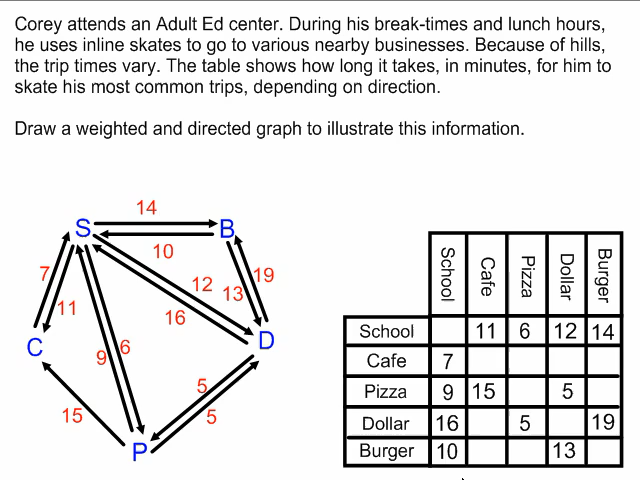 Corey attends an Adult Ed center. During his break-times and lunch hours,
he uses inline skates to go to various nearby businesses. Because of hills,
the trip times vary. The table shows how long it takes, in minutes, for him to
skate his most common trips, depending on direction.
Draw a weighted and directed graph to illustrate this information.
14
S B
10
7 12 19
13
11 16
C D
9 6
5
15 5
P
School Cafe Pizza Dollar Burger
School 11 6 12 14
Cafe 7
Pizza 9 15 5
Dollar 16 5 19
Burger 10 13